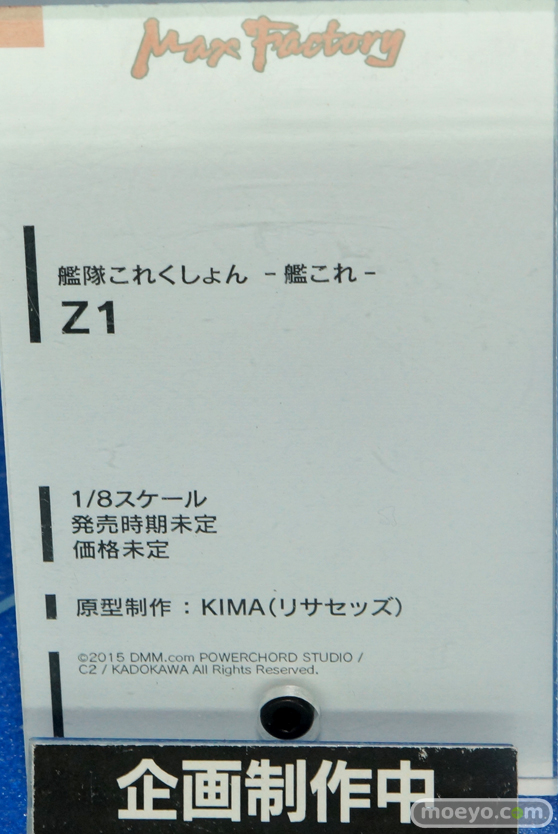 Max Factory
艦隊これくしょん －艦これ－
Z1
1/8スケール
発売時期未定
価格未定
原型制作：KIMA(リサセッズ)
©2015 DMM.com POWERCHORD STUDIO /
C2 / KADOKAWA All Rights Reserved.
企画制作中
moeyo.com